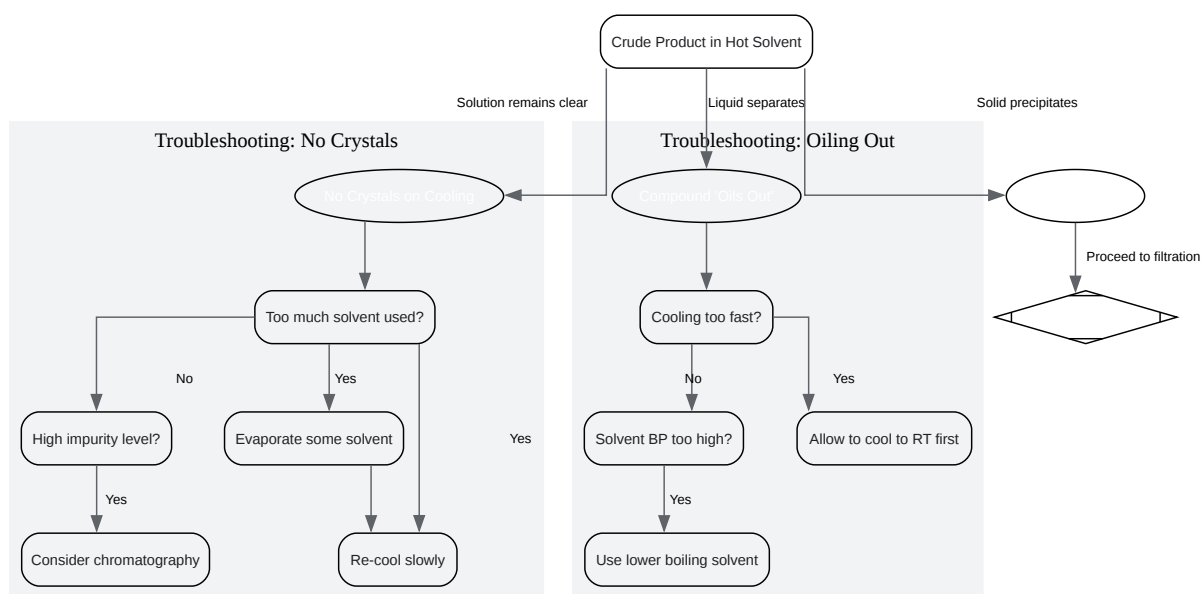 Crude Product in Hot Solvent
Solution remains clear
Liquid separates
Solid precipitates
Troubleshooting: No Crystals
Troubleshooting: Oiling Out
No Crystals on Cooling
Compound 'Oils Out'
Proceed to filtration
Too much solvent used?
Cooling too fast?
No
Yes
No
Yes
High impurity level?
Evaporate some solvent
Yes
Solvent BP too high?
Allow to cool to RT first
Yes
Yes
Consider chromatography
Re-cool slowly
Use lower boiling solvent